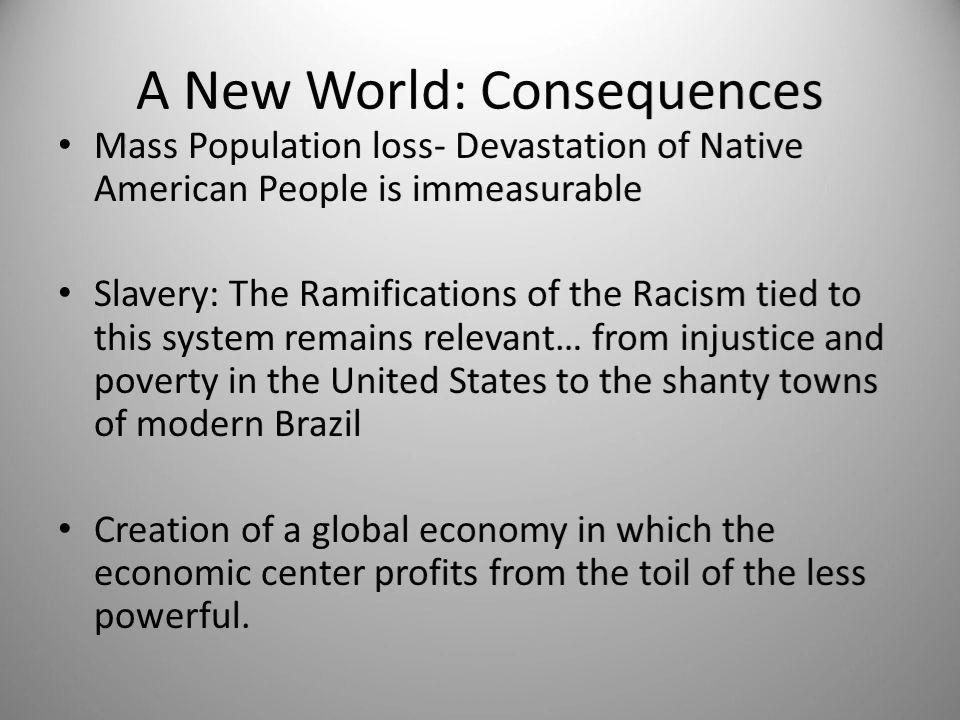 A New World: Consequences
• Mass Population loss- Devastation of Native
American People is immeasurable
• Slavery: The Ramifications of the Racism tied to
this system remains relevant… from injustice and
poverty in the United States to the shanty towns
of modern Brazil
• Creation of a global economy in which the
economic center profits from the toil of the less
powerful.